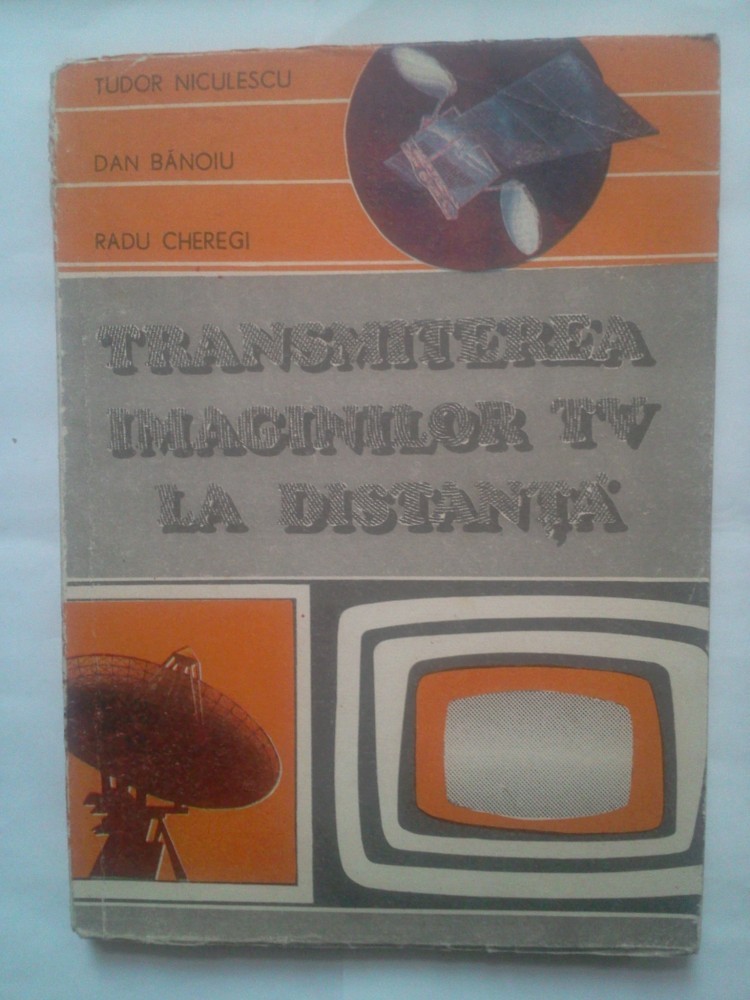 TUDOR NICULESCU
DAN BĂNOIU
RADU CHEREGI
TRANSMITEREA
IMAGINILOR TV
LA DISTANȚĂ